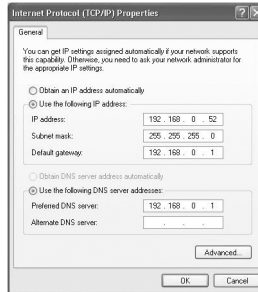 Internet Protocol (TCP/IP) Properties
General
You can get IP settings assigned automatically if your network supports
this capability. Otherwise, you need to ask your network administrator for
the appropriate IP settings.
Obtain an IP address automatically
Use the following IP address:
IP address: 192 . 168 . 0 . 52
Subnet mask: 255 . 255 . 255 . 0
Default gateway: 192 . 168 . 0 . 1
Obtain DNS server address automatically
Use the following DNS server addresses:
Preferred DNS server: 192 . 168 . 0 . 1
Alternate DNS server: . . .
Advanced...
OK Cancel